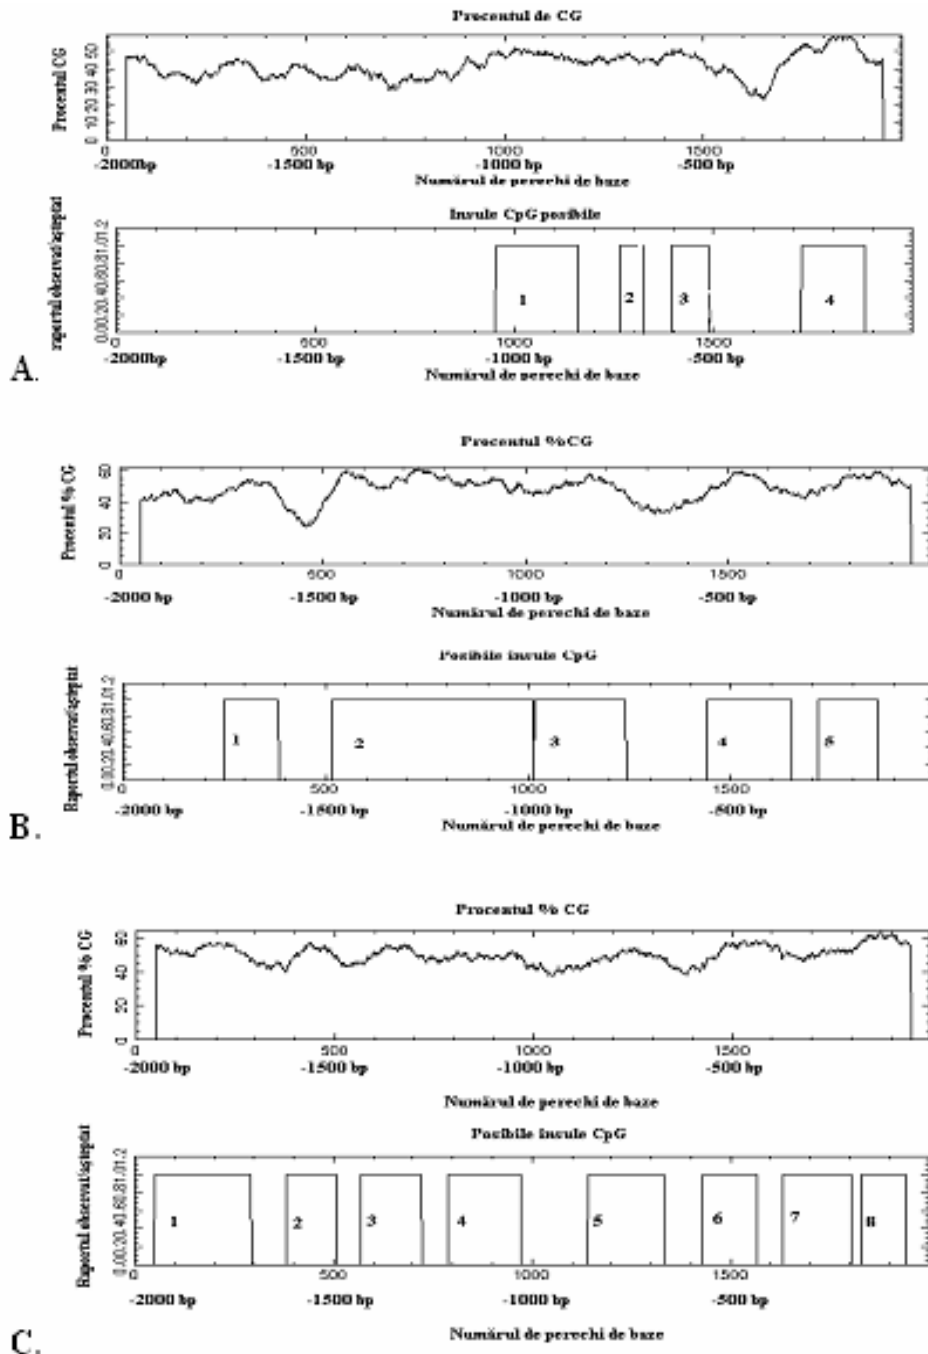 Procentul de CG
Procentul CG
0 10 20 30 40 50
0 500 1000 1500
-2000bp -1500 bp -1000 bp -500 bp
Numărul de perechi de baze
Insule CpG posibile
raportul observat/aşteptat
0.00.20.40.60.81.01.2
1 2 3 4
0 500 1000 1500
-2000bp -1500 bp -1000 bp -500 bp
Numărul de perechi de baze
A.
Procentul %CG
Procentul % CG
0 20 40 60
0 500 1000 1500
-2000 bp -1500 bp -1000 bp -500 bp
Numărul de perechi de baze
Posibile insule CpG
Raportul observat/aşteptat
0.00.20.40.60.81.01.2
1 2 3 4 5
0 500 1000 1500
-2000 bp -1500 bp -1000 bp -500 bp
Numărul de perechi de baze
B.
Procentul % CG
Procentul % CG
0 20 40 60
0 500 1000 1500
-2000 bp -1500 bp -1000 bp -500 bp
Numărul de perechi de baze
Posibile insule CpG
Raportul observat/aşteptat
0.00.20.40.60.81.01.2
1 2 3 4 5 6 7 8
0 500 1000 1500
-2000 bp -1500 bp -1000 bp -500 bp
Numărul de perechi de baze
C.